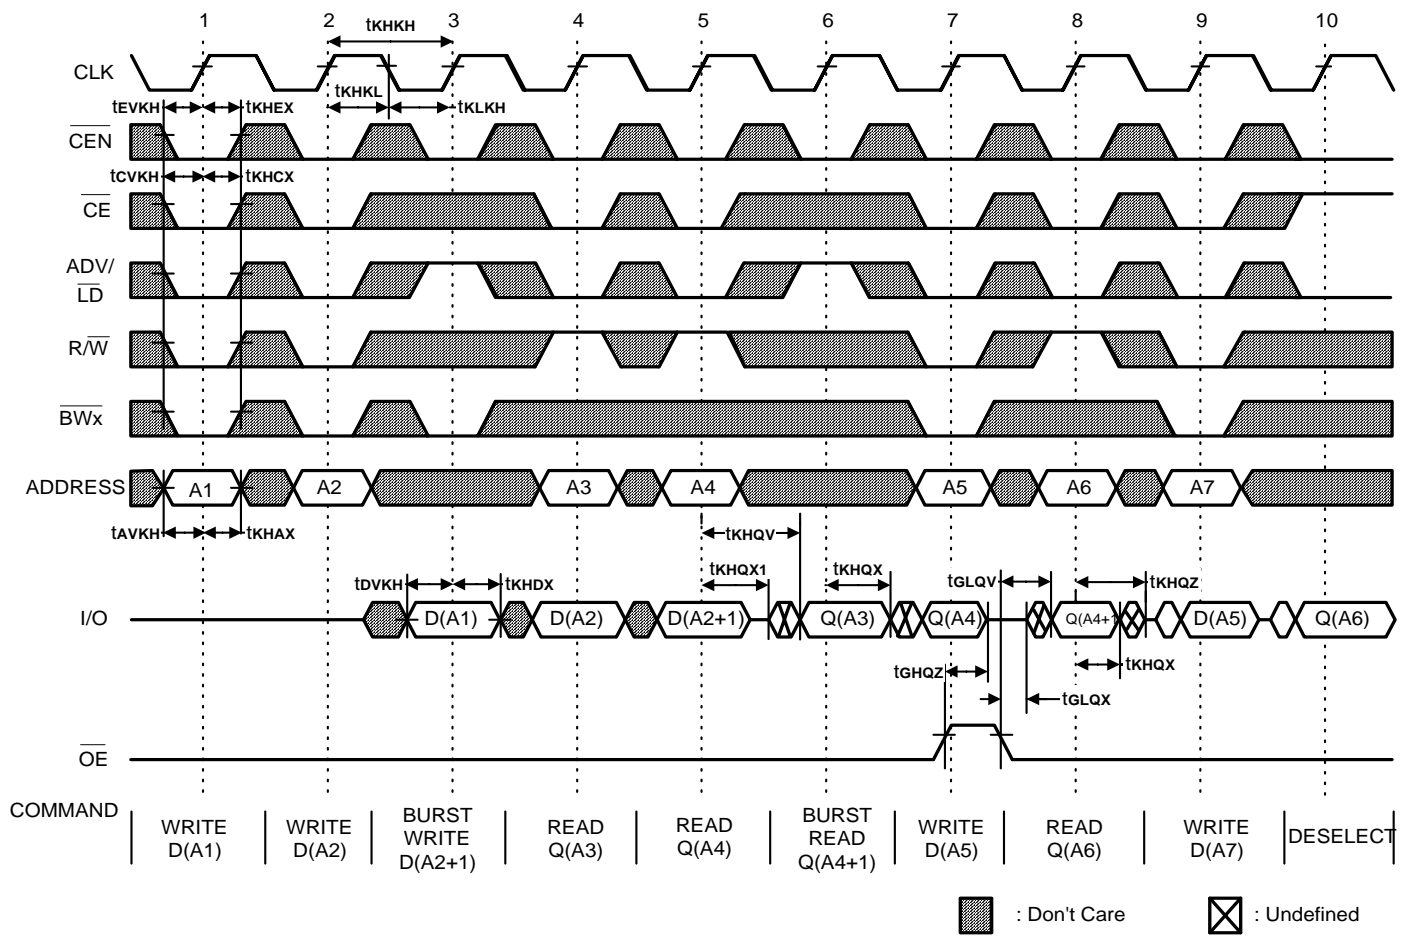 1 2 3 4 5 6 7 8 9 10
tKHKH
CLK
tKHKL
tEVKH tKHEX tKLKH
CEN
tCVKH tKHCX
CE
ADV/
LD
R/W
BWx
ADDRESS A1 A2 A3 A4 A5 A6 A7
tAVKH tKHAX tKHQV
tDVKH tKHDX tKHQX1 tKHQX tGLQV tKHQZ
I/O D(A1) D(A2) D(A2+1) Q(A3) Q(A4) Q(A4+1 D(A5) Q(A6)
tGHQZ tKHQX
tGLQX
OE
COMMAND
WRITE
D(A1)
WRITE
D(A2)
BURST
WRITE
D(A2+1)
READ
Q(A3)
READ
Q(A4)
BURST
READ
Q(A4+1)
WRITE
D(A5)
READ
Q(A6)
WRITE
D(A7)
DESELECT
: Don't Care
: Undefined